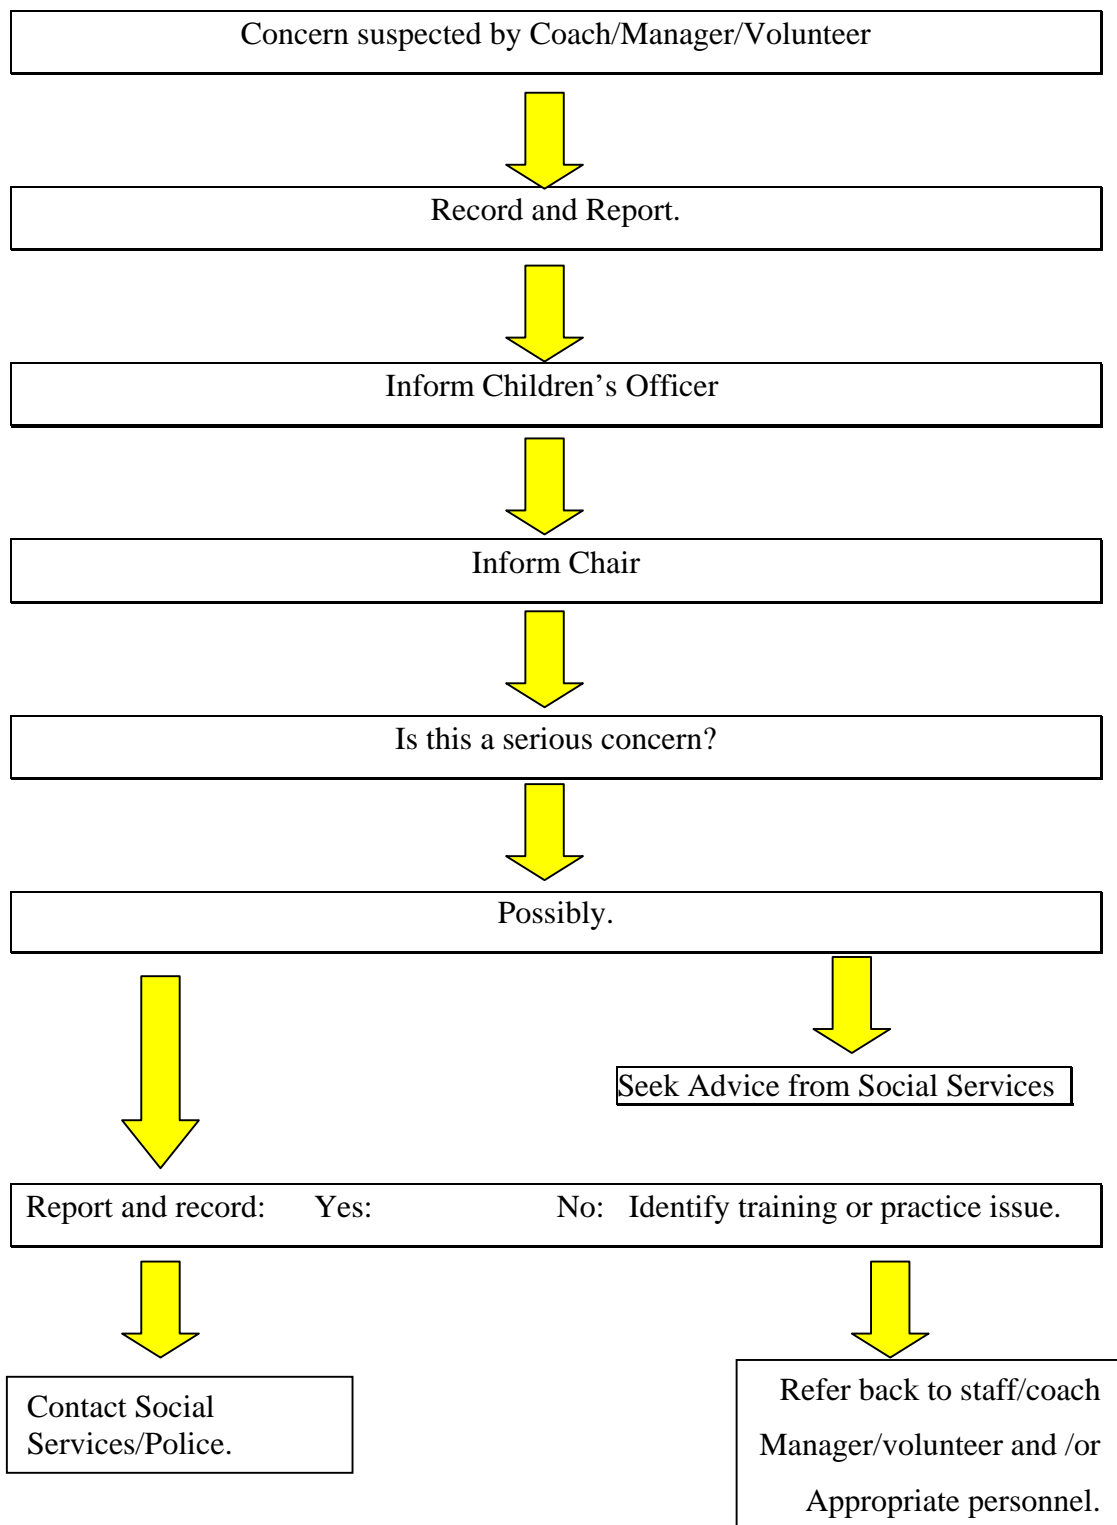 Concern suspected by Coach/Manager/Volunteer
Record and Report.
Inform Children’s Officer
Inform Chair
Is this a serious concern?
Possibly.
Seek Advice from Social Services
Report and record: Yes: No: Identify training or practice issue.
Contact Social
Services/Police.
Refer back to staff/coach
Manager/volunteer and /or
Appropriate personnel.